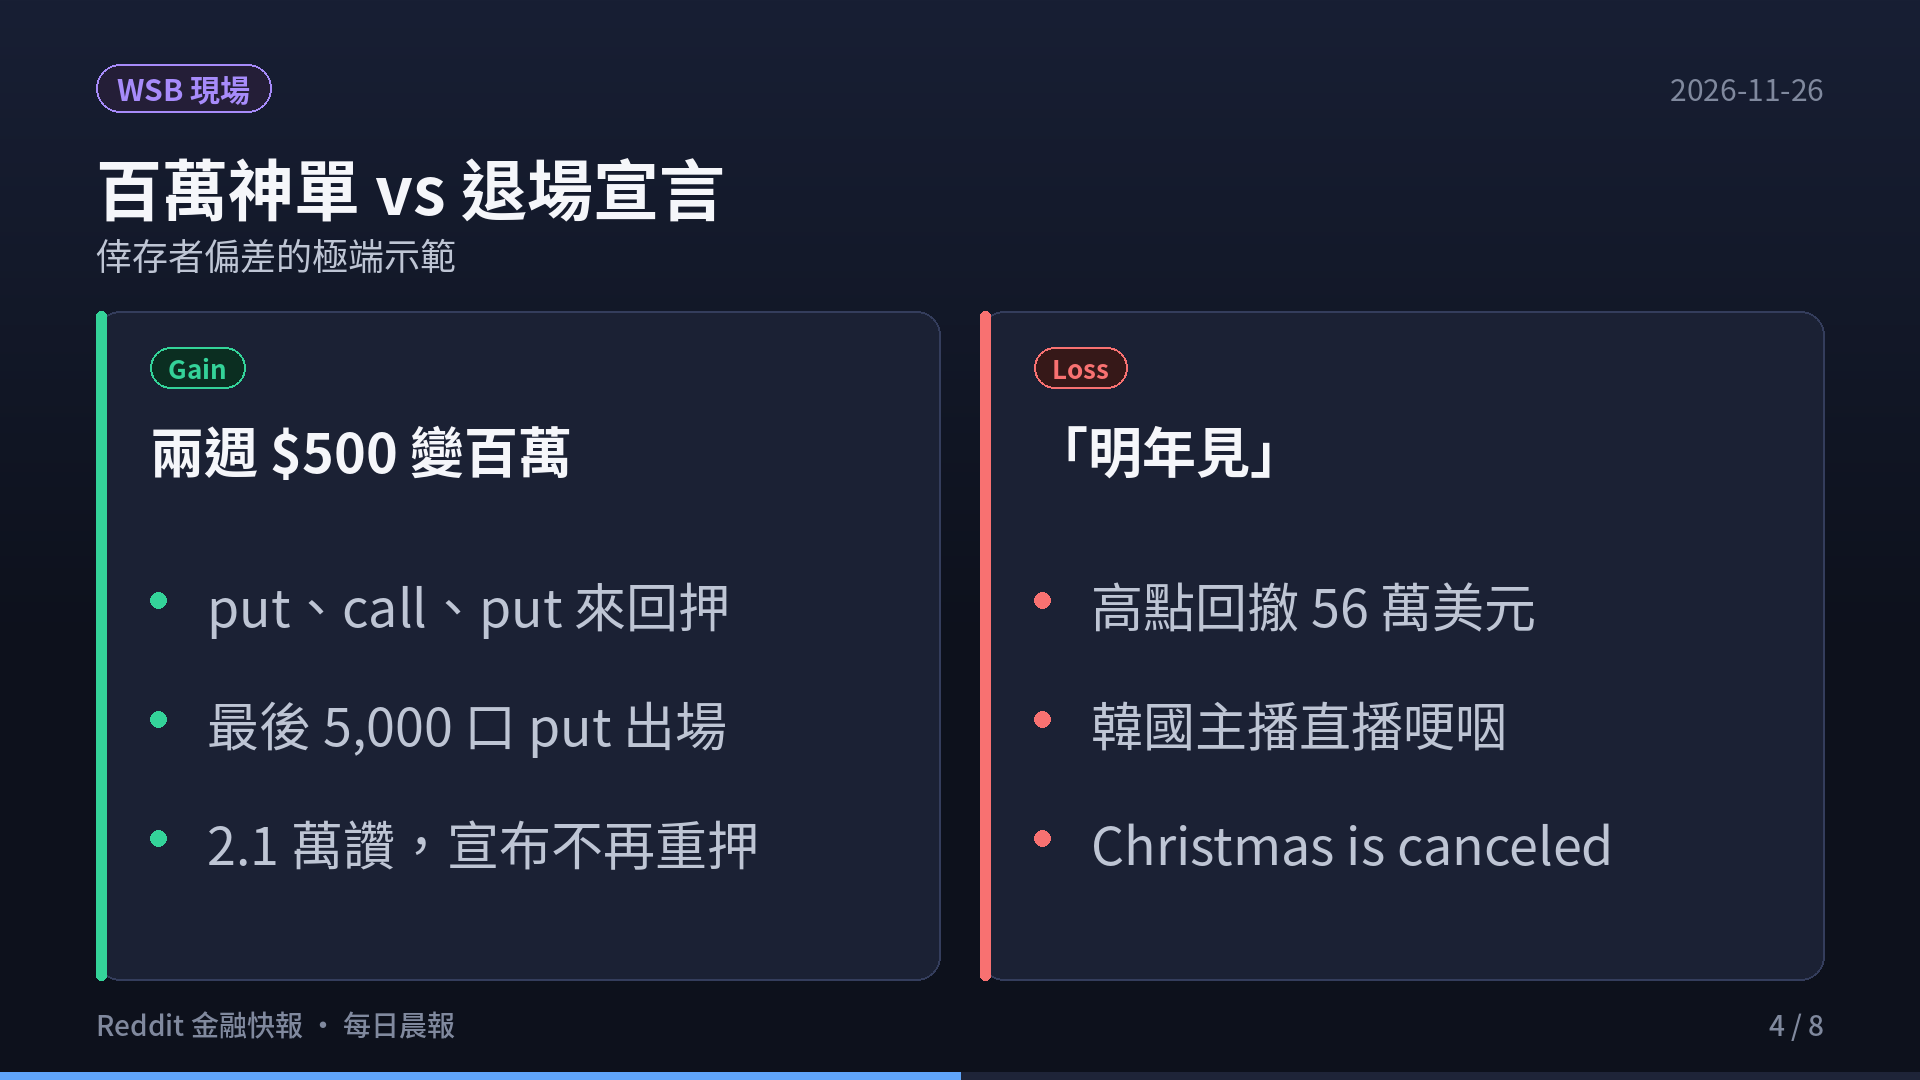 WSB 現場
2026-11-26
百萬神單 vs 退場宣言
倖存者偏差的極端示範
Gain
兩週 $500 變百萬
put、call、put 來回押
最後 5,000 口 put 出場
2.1 萬讚，宣布不再重押
Loss
「明年見」
高點回撤 56 萬美元
韓國主播直播哽咽
Christmas is canceled
Reddit 金融快報 · 每日晨報
4 / 8